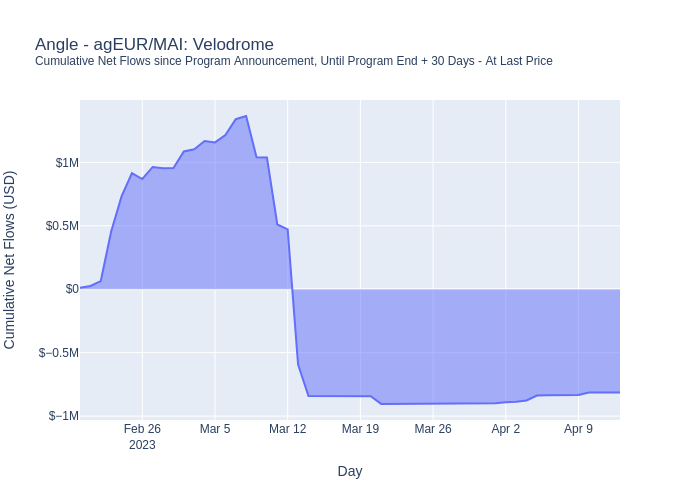 Angle - agEUR/MAI: Velodrome
Cumulative Net Flows since Program Announcement, Until Program End + 30 Days - At Last Price
Cumulative Net Flows (USD)
$1M
$0.5M
$0
$−0.5M
$−1M
Feb 26 Mar 5 Mar 12 Mar 19 Mar 26 Apr 2 Apr 9
2023
Day